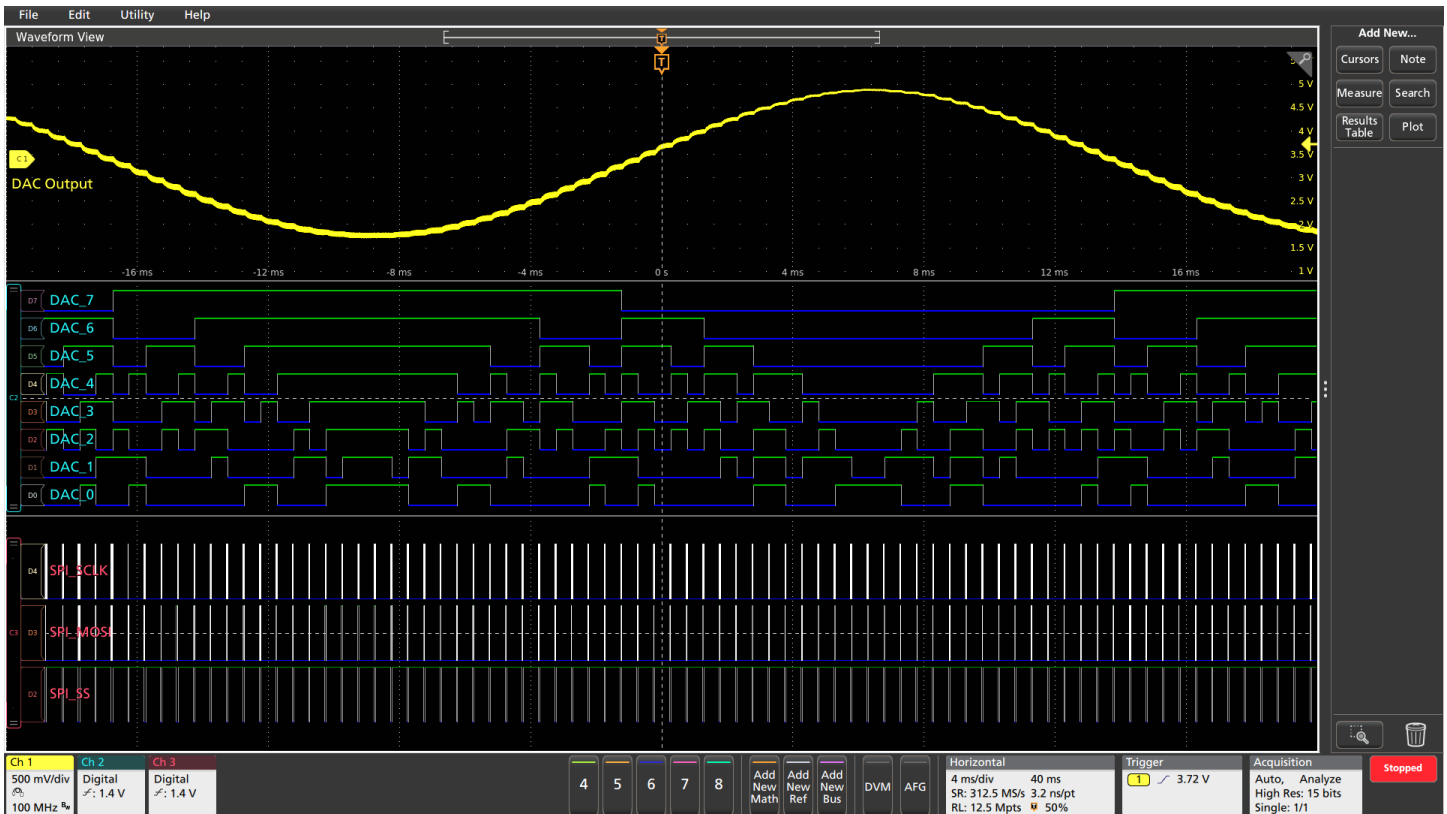 File Edit Utility Help
Waveform View
Add New...
Cursors Note
Measure Search
Results Table Plot
T
T
5 V
4.5 V
4 V
3.5 V
3 V
2.5 V
2 V
1.5 V
1 V
C1
DAC Output
-16 ms -12 ms -8 ms -4 ms 0 s 4 ms 8 ms 12 ms 16 ms
D7 DAC_7
D6 DAC_6
D5 DAC_5
D4 DAC_4
C2
D3 DAC_3
D2 DAC_2
D1 DAC_1
D0 DAC_0
D4 SPI_SCLK
C3 D3 SPI_MOSI
D2 SPI_SS
Ch 1
500 mV/div
100 MHz Bw
Ch 2
Digital
: 1.4 V
Ch 3
Digital
: 1.4 V
4 5 6 7 8
Add New Math
Add New Ref
Add New Bus
DVM AFG
Horizontal
4 ms/div 40 ms
SR: 312.5 MS/s 3.2 ns/pt
RL: 12.5 Mpts 50%
Trigger
1 3.72 V
Acquisition
Auto, Analyze
High Res: 15 bits
Single: 1/1
Stopped